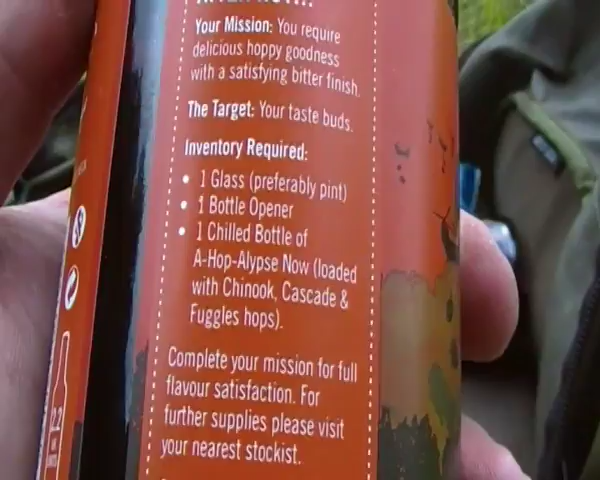 Your Mission: You require
delicious hoppy goodness
with a satisfying bitter finish.
The Target: Your taste buds.
Inventory Required:
• 1 Glass (preferably pint)
• 1 Bottle Opener
• 1 Chilled Bottle of
A-Hop-Alypse Now (loaded
with Chinook, Cascade &
Fuggles hops).
Complete your mission for full
flavour satisfaction. For
further supplies please visit
your nearest stockist.
2.2